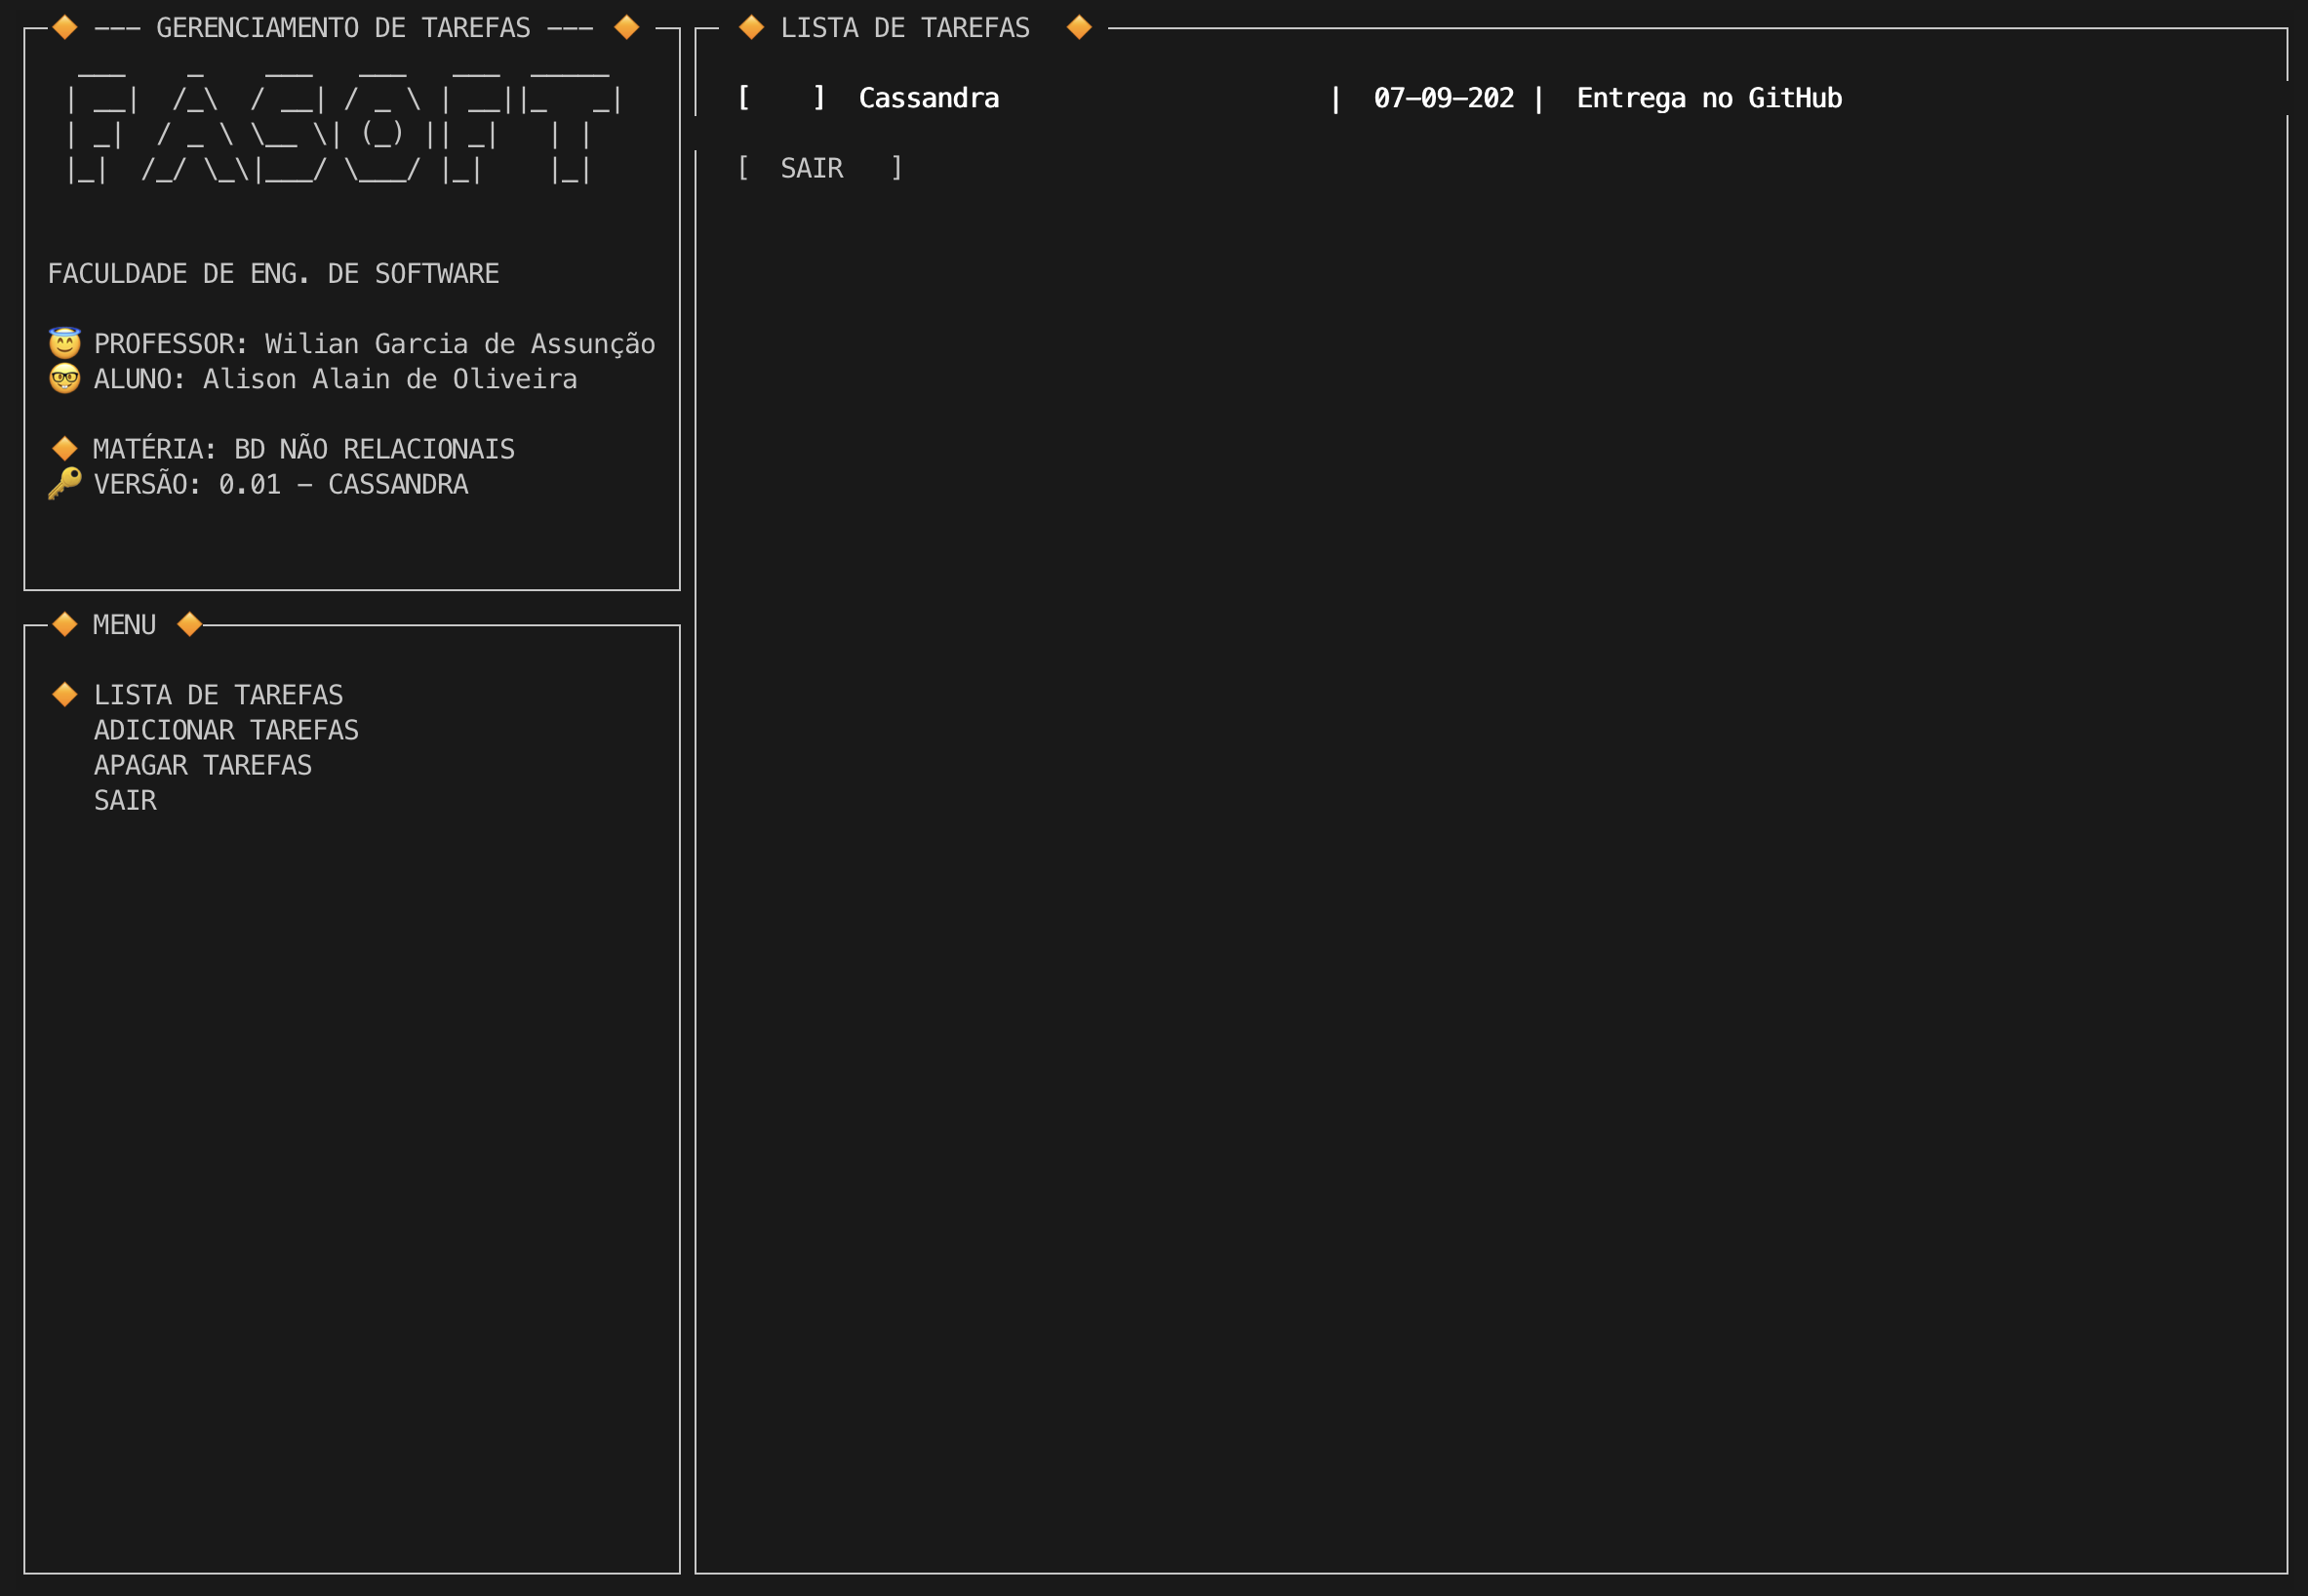 🔸 --- GERENCIAMENTO DE TAREFAS --- 🔸
FASOFT
FACULDADE DE ENG. DE SOFTWARE
😇 PROFESSOR: Wilian Garcia de Assunção
🤓 ALUNO: Alison Alain de Oliveira
🔸 MATÉRIA: BD NÃO RELACIONAIS
🔑 VERSÃO: 0.01 - CASSANDRA
🔸 MENU 🔸
🔸 LISTA DE TAREFAS
ADICIONAR TAREFAS
APAGAR TAREFAS
SAIR
🔸 LISTA DE TAREFAS 🔸
[    ] Cassandra | 07-09-202 | Entrega no GitHub
[ SAIR ]